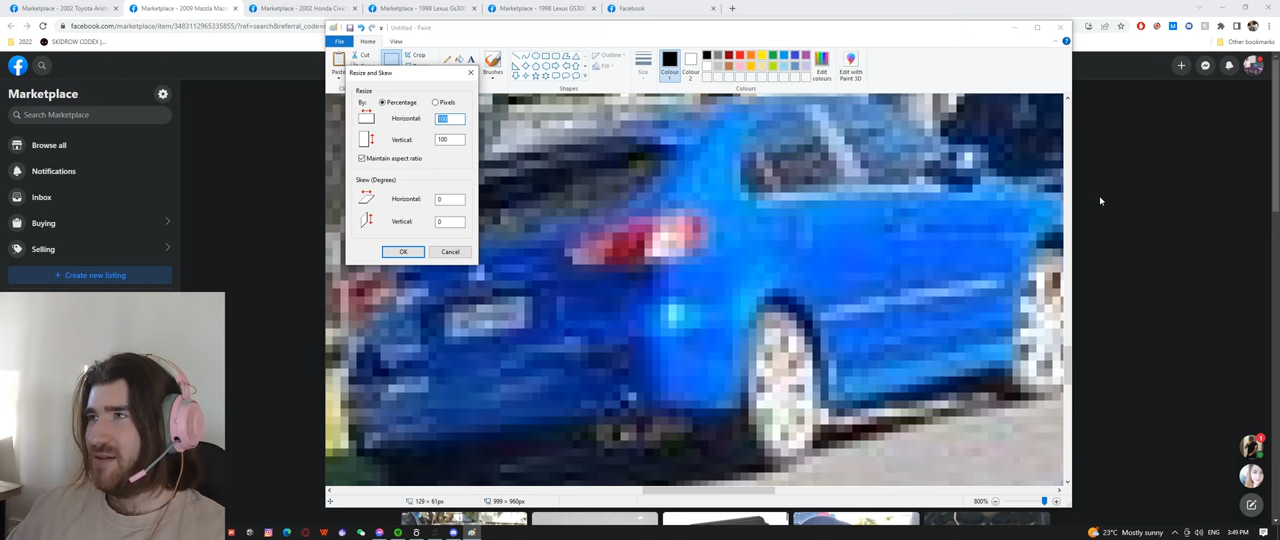 Marketplace - 2002 Toyota Arist
Marketplace - 2009 Mazda Maz
Marketplace - 2002 Honda Civic
Marketplace - 1998 Lexus Gs300
Marketplace - 1998 Lexus GS300
Facebook
facebook.com/marketplace/item/3483112965335855/?ref=search&referral_code=
2022
SKIDROW CODEX
Other bookmarks
Untitled - Paint
File
Home
View
Cut
Crop
Paste
Brushes
Shapes
Outline
Fill
Size
Colour 1
Colour 2
Edit colours
Edit with Paint 3D
Colours
Marketplace
Search Marketplace
Browse all
Notifications
Inbox
Buying
Selling
+ Create new listing
Resize and Skew
Resize
By:
Percentage
Pixels
Horizontal:
100
Vertical:
100
Maintain aspect ratio
Skew (Degrees)
Horizontal:
0
Vertical:
0
OK
Cancel
129 × 61px
999 × 960px
800%
23°C Mostly sunny
ENG
3:49 PM